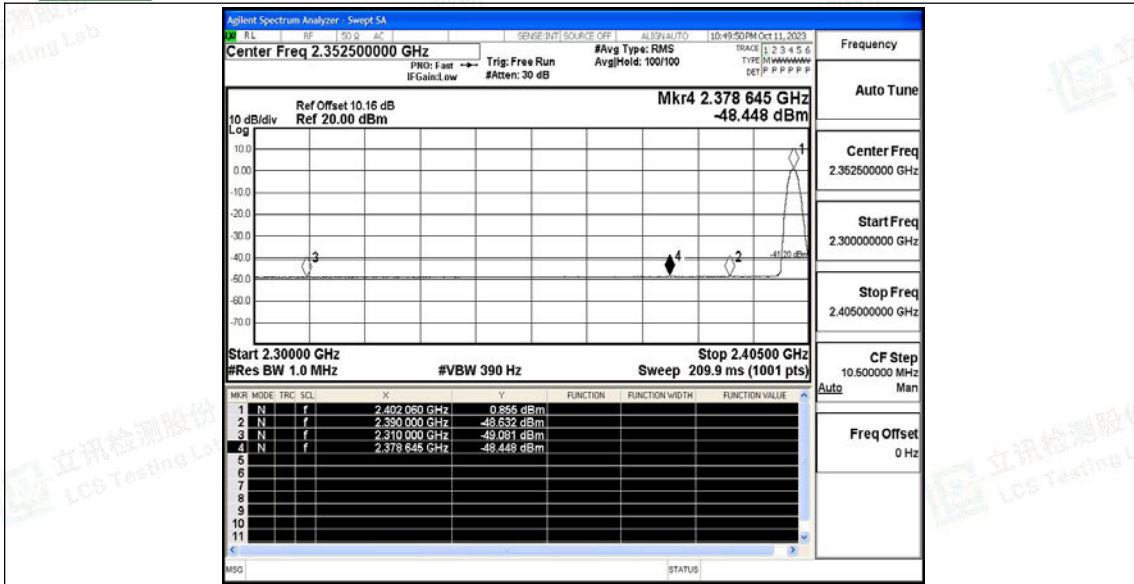 Agilent Spectrum Analyzer - Swept SA
RL RF 50 Ω AC SENSE:INT SOURCE OFF ALIGN AUTO 10:49:50 PM Oct 11, 2023
Center Freq 2.352500000 GHz #Avg Type: RMS TRACE 1 2 3 4 5 6
PNO: Fast Trig: Free Run Avg|Hold: 100/100 TYPE M
IFGain:Low #Atten: 30 dB DET P P P P P P
Mkr4 2.378 645 GHz
-48.448 dBm
Ref Offset 10.16 dB
10 dB/div Ref 20.00 dBm
Log
10.0
0.00
-10.0
-20.0
-30.0
-40.0
-50.0
-60.0
-70.0
1
3
4
2
-41.20 dBm
Start 2.30000 GHz Stop 2.40500 GHz
#Res BW 1.0 MHz #VBW 390 Hz Sweep 209.9 ms (1001 pts)
MKR MODE TRC SCL X Y FUNCTION FUNCTION WIDTH FUNCTION VALUE
1 N f 2.402 060 GHz 0.855 dBm
2 N f 2.390 000 GHz -48.632 dBm
3 N f 2.310 000 GHz -49.081 dBm
4 N f 2.378 645 GHz -48.448 dBm
5
6
7
8
9
10
11
MSG STATUS
Frequency
Auto Tune
Center Freq
2.352500000 GHz
Start Freq
2.300000000 GHz
Stop Freq
2.405000000 GHz
CF Step
10.500000 MHz
Auto Man
Freq Offset
0 Hz
立讯检测股份
LCS Testing Lab
立讯检测股份
LCS Testing L